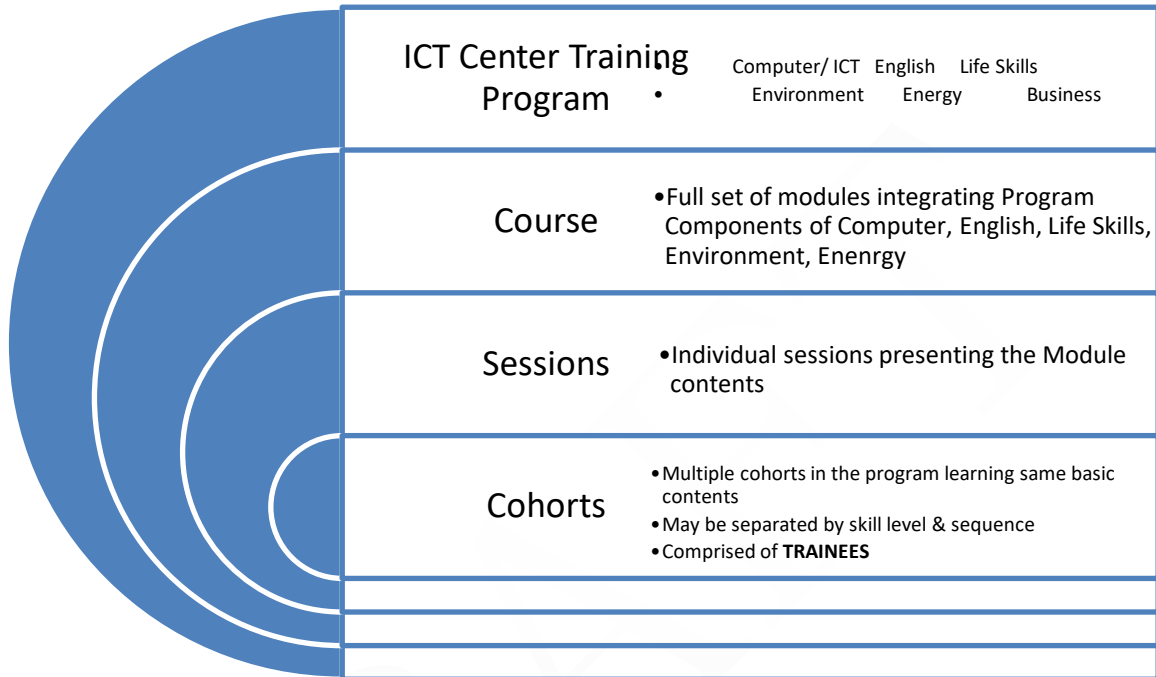 ICT Center Training
Program
• Computer/ ICT English Life Skills
• Environment Energy Business
Course
•Full set of modules integrating Program
Components of Computer, English, Life Skills,
Environment, Enenrgy
Sessions
•Individual sessions presenting the Module
contents
Cohorts
•Multiple cohorts in the program learning same basic
contents
•May be separated by skill level & sequence
•Comprised of TRAINEES